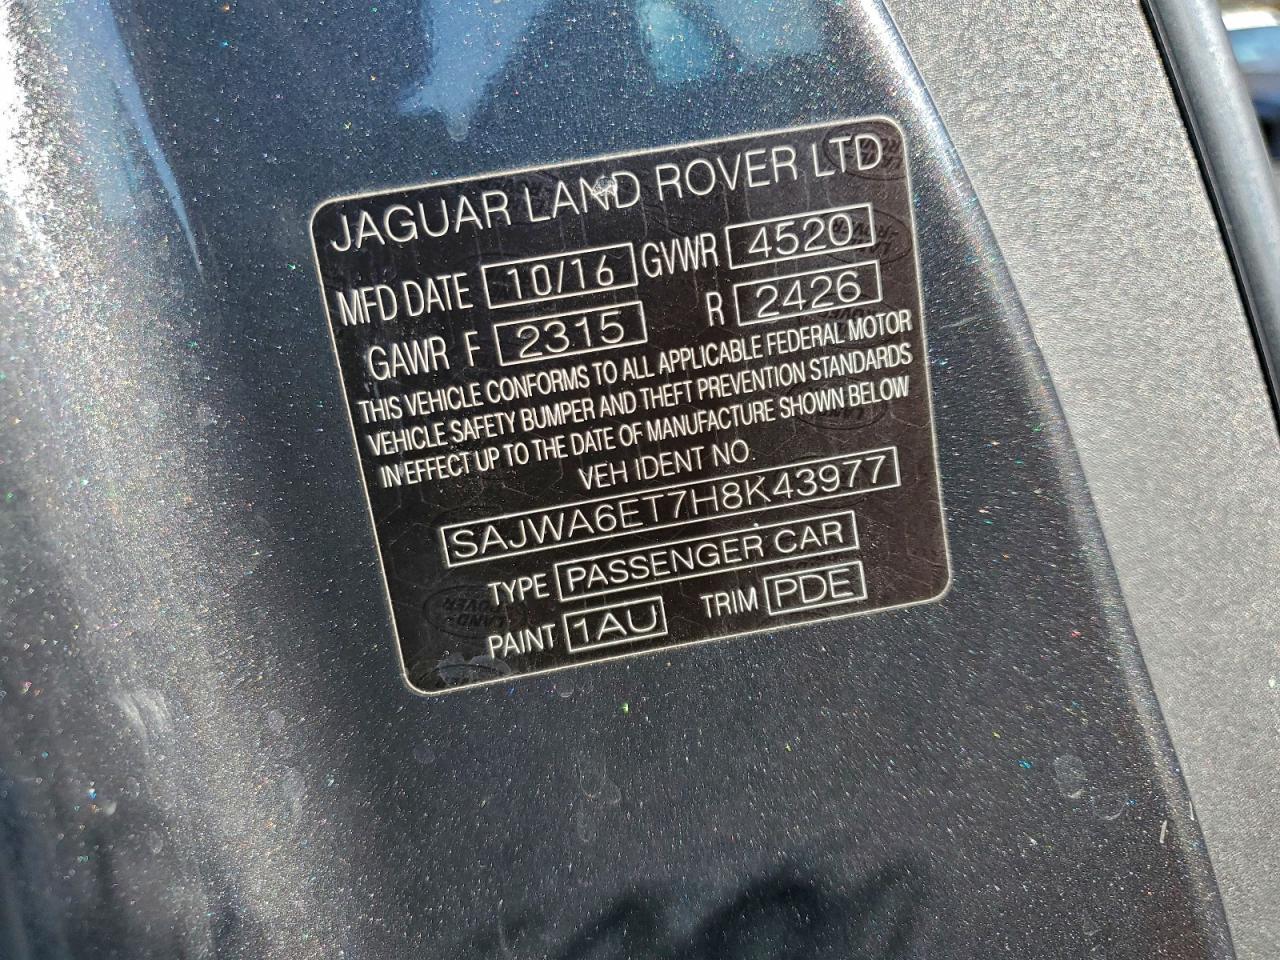 JAGUAR LAND ROVER LTD
MFD DATE 10/16 GVWR 4520
GAWR F 2315 R 2426
THIS VEHICLE CONFORMS TO ALL APPLICABLE FEDERAL MOTOR
VEHICLE SAFETY BUMPER AND THEFT PREVENTION STANDARDS
IN EFFECT UP TO THE DATE OF MANUFACTURE SHOWN BELOW
VEH IDENT NO.
SAJWA6ET7H8K43977
TYPE PASSENGER CAR
PAINT 1AU TRIM PDE